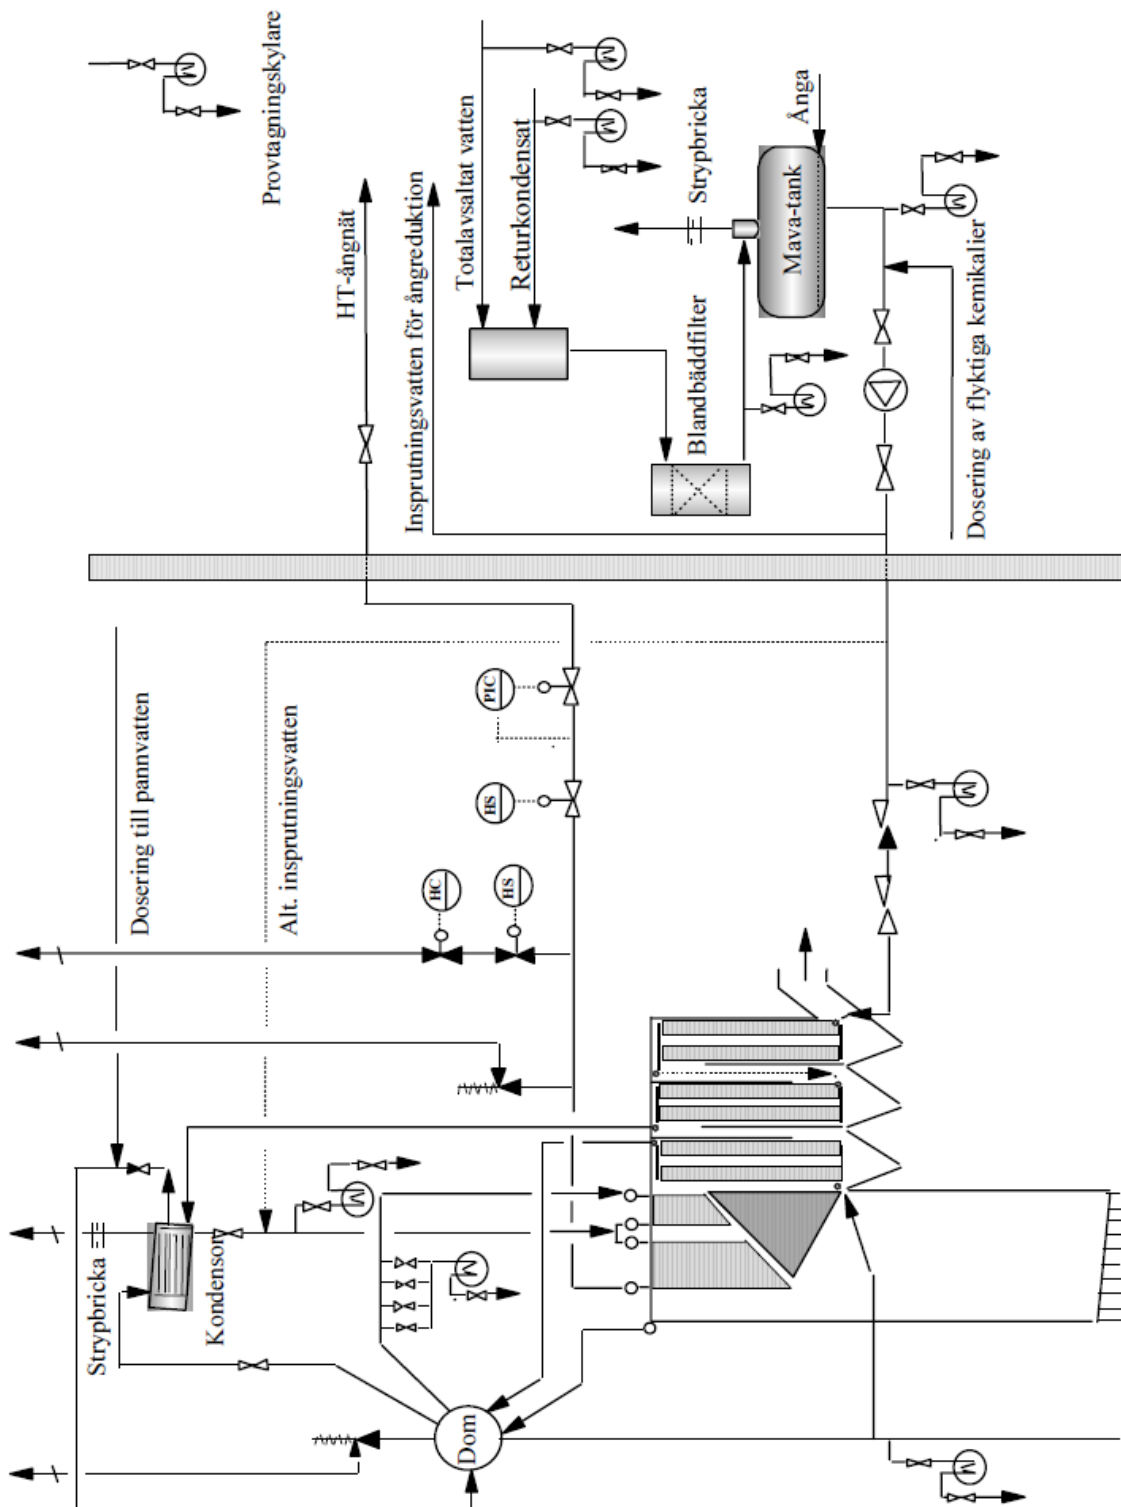 Provtagningskylare
HT-ångnät
Insprutningsvatten för ångreduktion
Totalavsaltat vatten
Returkondensat
Strypbricka
Mava-tank
Ånga
Blandbäddfilter
Dosering av flyktiga kemikalier
M
M
M
M
M
Dosering till pannvatten
Alt. insprutningsvatten
PIC
HS
HC
HS
M
Strypbricka
Kondensor
M
M
Dom
M